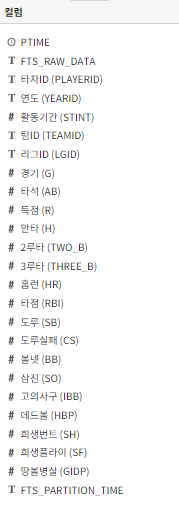 컬럼
PTIME
FTS_RAW_DATA
타자ID (PLAYERID)
연도 (YEARID)
활동기간 (STINT)
팀ID (TEAMID)
리그ID (LGID)
경기 (G)
타석 (AB)
득점 (R)
안타 (H)
2루타 (TWO_B)
3루타 (THREE_B)
홈런 (HR)
타점 (RBI)
도루 (SB)
도루실패 (CS)
볼넷 (BB)
삼진 (SO)
고의사구 (IBB)
데드볼 (HBP)
희생번트 (SH)
희생플라이 (SF)
땅볼병살 (GIDP)
FTS_PARTITION_TIME